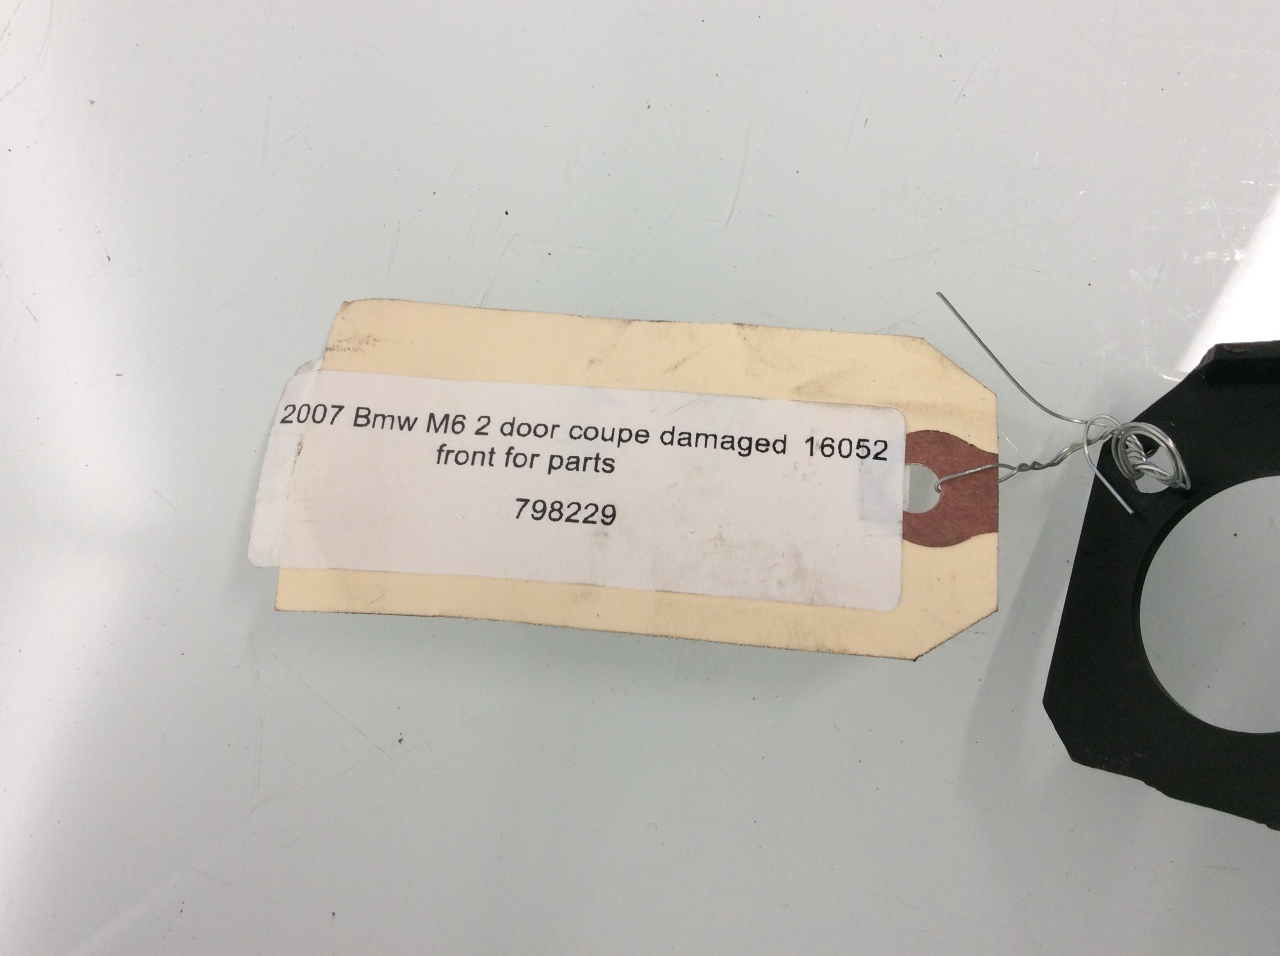 2007 Bmw M6 2 door coupe damaged 16052
front for parts
798229